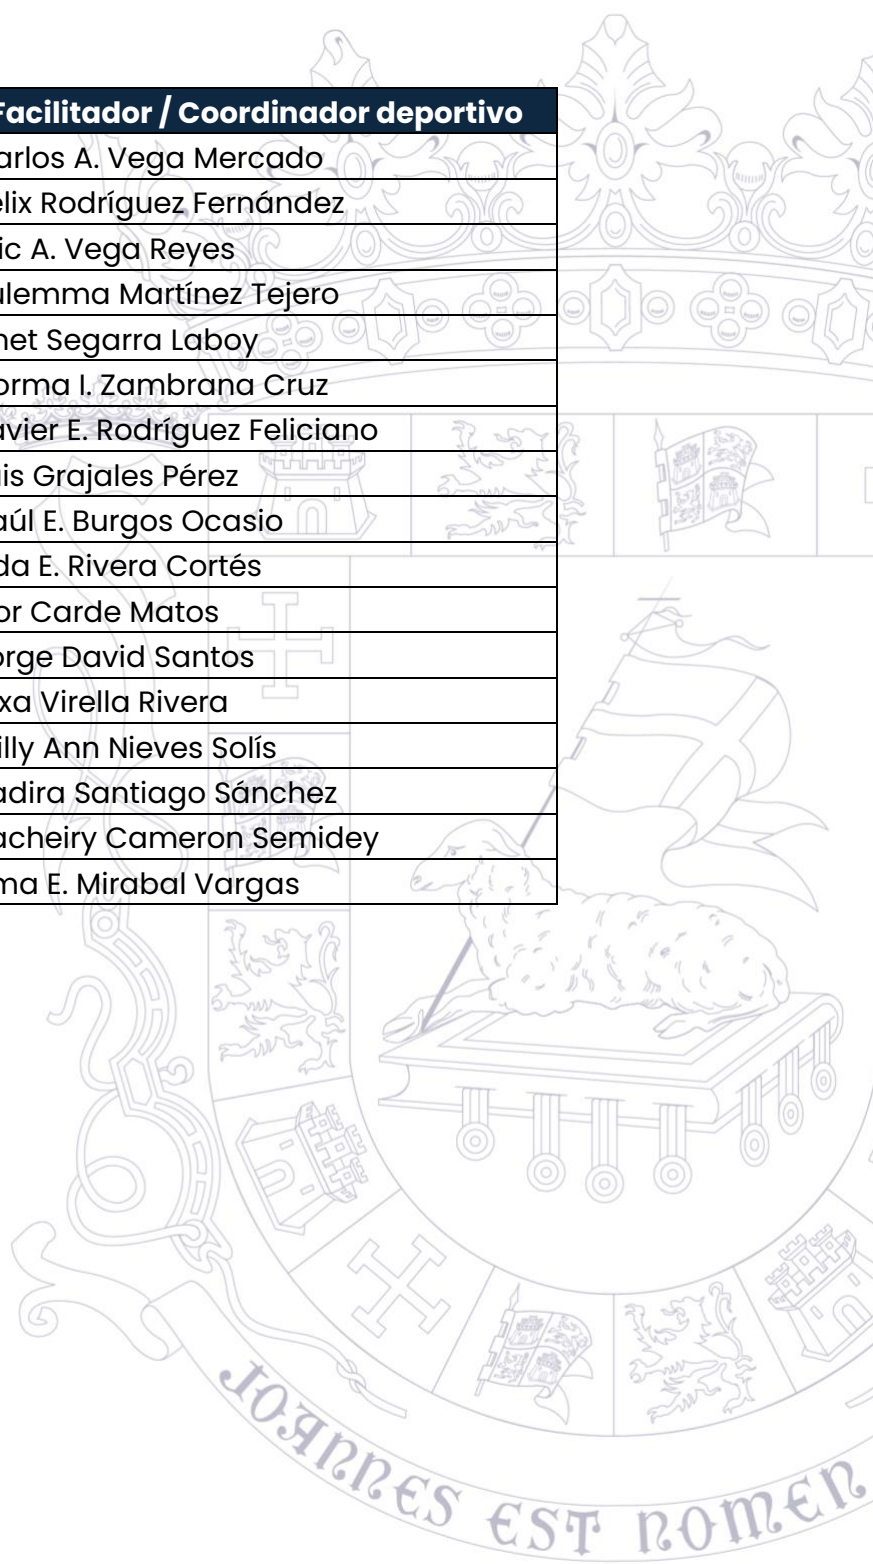 Facilitador / Coordinador deportivo
arlos A. Vega Mercado
elix Rodríguez Fernández
ic A. Vega Reyes
ulemma Martínez Tejero
net Segarra Laboy
orma I. Zambrana Cruz
avier E. Rodríguez Feliciano
is Grajales Pérez
aúl E. Burgos Ocasio
da E. Rivera Cortés
or Carde Matos
orge David Santos
xa Virella Rivera
illy Ann Nieves Solís
adira Santiago Sánchez
acheiry Cameron Semidey
ma E. Mirabal Vargas
JOANNES EST NOMEN